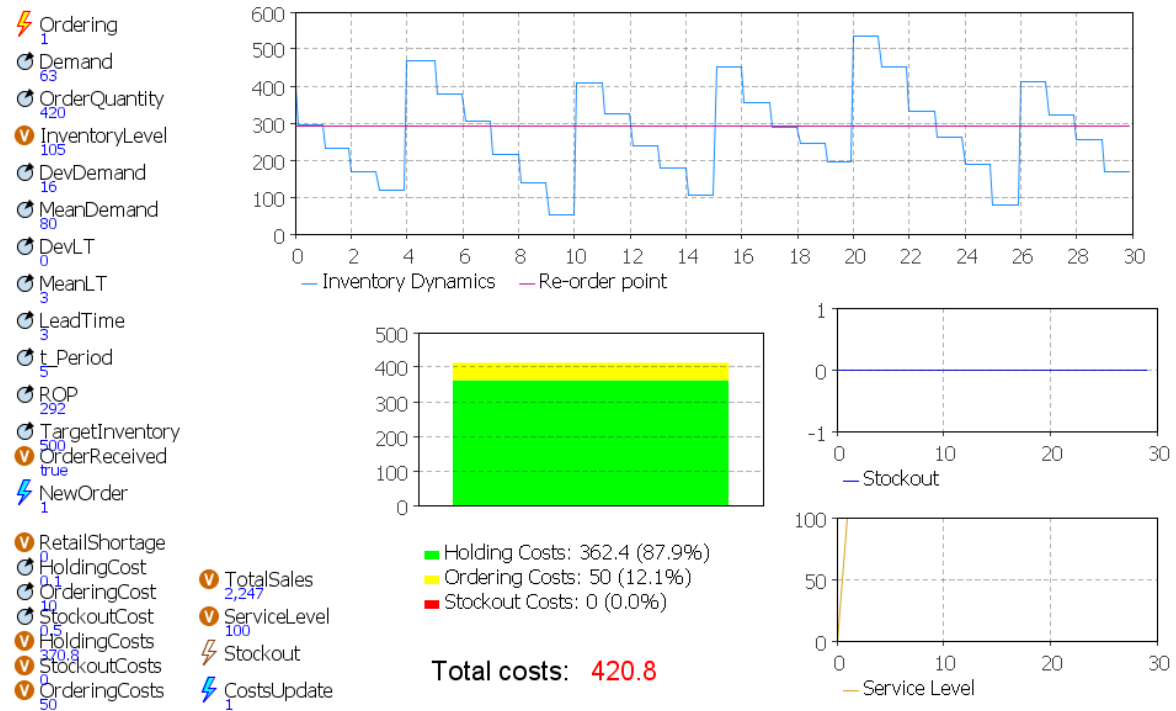 Ordering
1
Demand
63
OrderQuantity
420
InventoryLevel
105
DevDemand
16
MeanDemand
80
DevLT
0
MeanLT
3
LeadTime
3
t_Period
5
ROP
292
TargetInventory
500
OrderReceived
true
NewOrder
1
RetailShortage
0
HoldingCost
0.1
OrderingCost
10
StockoutCost
0.5
HoldingCosts
370.8
StockoutCosts
0
OrderingCosts
50
TotalSales
2,247
ServiceLevel
100
Stockout
CostsUpdate
1
600
500
400
300
200
100
0
0 2 4 6 8 10 12 14 16 18 20 22 24 26 28 30
Inventory Dynamics Re-order point
500
400
300
200
100
0
Holding Costs: 362.4 (87.9%)
Ordering Costs: 50 (12.1%)
Stockout Costs: 0 (0.0%)
Total costs: 420.8
1
0
-1
0 10 20 30
Stockout
100
50
0
0 10 20 30
Service Level